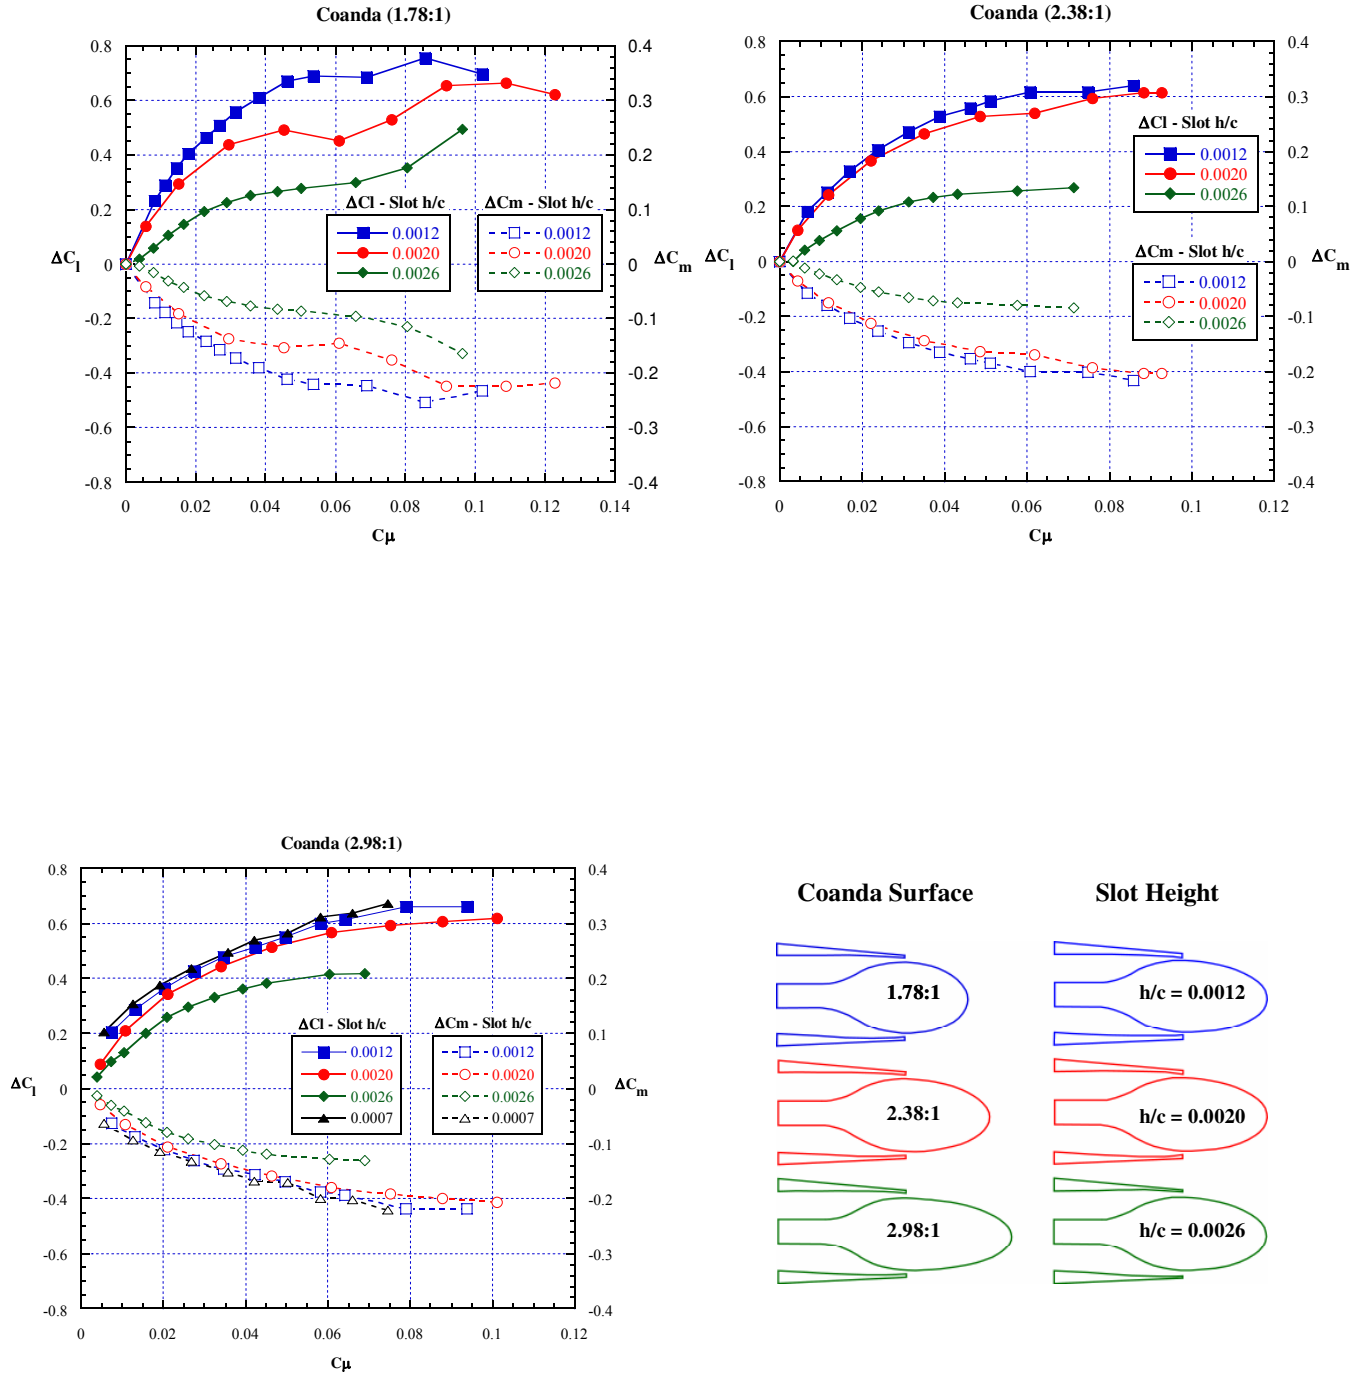 Coanda (1.78:1)
0.8
0.6
0.4
0.2
0
-0.2
-0.4
-0.6
-0.8
ΔCl
0.4
0.3
0.2
0.1
0
-0.1
-0.2
-0.3
-0.4
ΔCm
ΔCl - Slot h/c
0.0012
0.0020
0.0026
ΔCm - Slot h/c
0.0012
0.0020
0.0026
0 0.02 0.04 0.06 0.08 0.1 0.12 0.14
Cμ
Coanda (2.38:1)
0.8
0.6
0.4
0.2
0
-0.2
-0.4
-0.6
-0.8
ΔCl
0.4
0.3
0.2
0.1
0
-0.1
-0.2
-0.3
-0.4
ΔCm
ΔCl - Slot h/c
0.0012
0.0020
0.0026
ΔCm - Slot h/c
0.0012
0.0020
0.0026
0 0.02 0.04 0.06 0.08 0.1 0.12
Cμ
Coanda (2.98:1)
0.8
0.6
0.4
0.2
0
-0.2
-0.4
-0.6
-0.8
ΔCl
0.4
0.3
0.2
0.1
0
-0.1
-0.2
-0.3
-0.4
ΔCm
ΔCl - Slot h/c
0.0012
0.0020
0.0026
0.0007
ΔCm - Slot h/c
0.0012
0.0020
0.0026
0.0007
0 0.02 0.04 0.06 0.08 0.1 0.12
Cμ
Coanda Surface
1.78:1
2.38:1
2.98:1
Slot Height
h/c = 0.0012
h/c = 0.0020
h/c = 0.0026